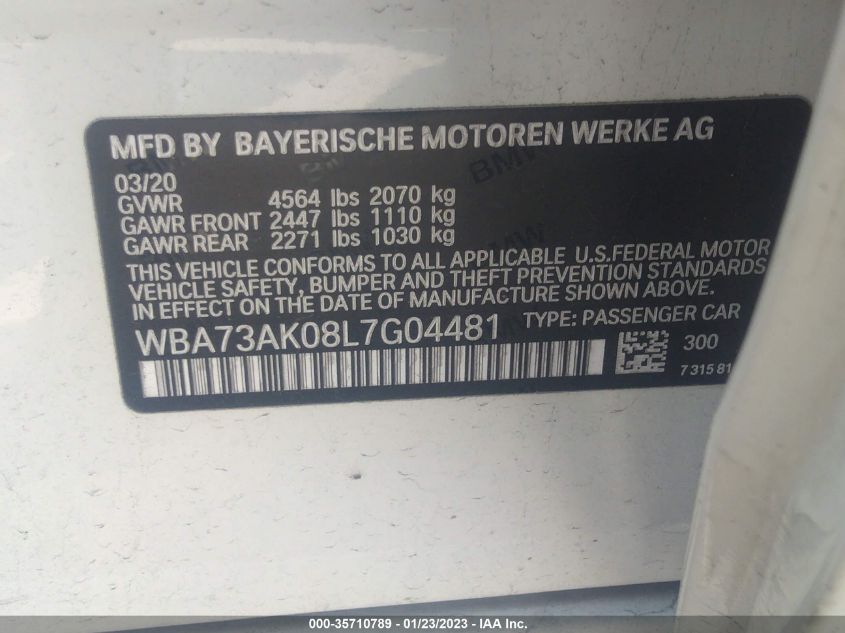 MFD BY BAYERISCHE MOTOREN WERKE AG
03/20
GVWR 4564 lbs 2070 kg
GAWR FRONT 2447 lbs 1110 kg
GAWR REAR 2271 lbs 1030 kg
THIS VEHICLE CONFORMS TO ALL APPLICABLE U.S.FEDERAL MOTOR
VEHICLE SAFETY, BUMPER AND THEFT PREVENTION STANDARDS
IN EFFECT ON THE DATE OF MANUFACTURE SHOWN ABOVE.
WBA73AK08L7G04481 TYPE: PASSENGER CAR
300
7 315 81
000-35710789 - 01/23/2023 - IAA Inc.